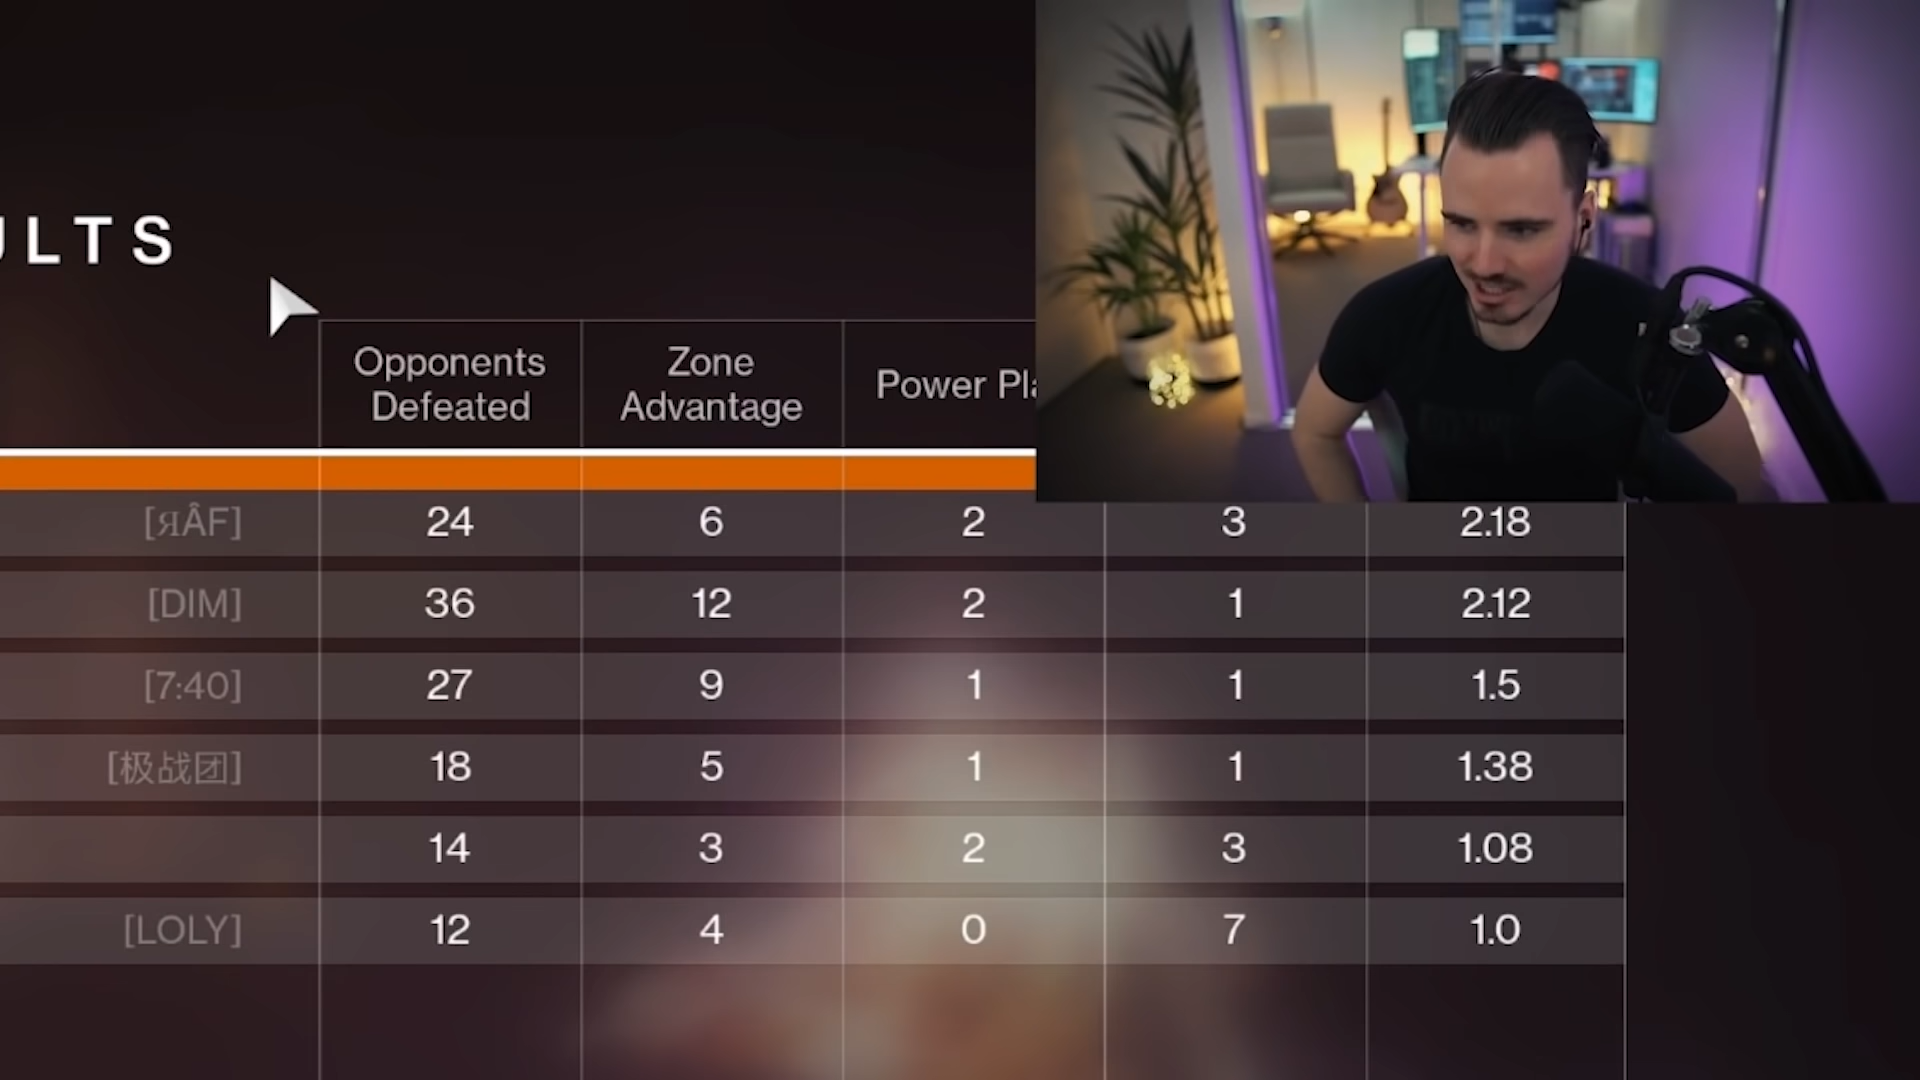 ULTS
Opponents Defeated
Zone Advantage
Power Pla
[ЯÂF] 24 6 2 3 2.18
[DIM] 36 12 2 1 2.12
[7:40] 27 9 1 1 1.5
[极战团] 18 5 1 1 1.38
14 3 2 3 1.08
[LOLY] 12 4 0 7 1.0